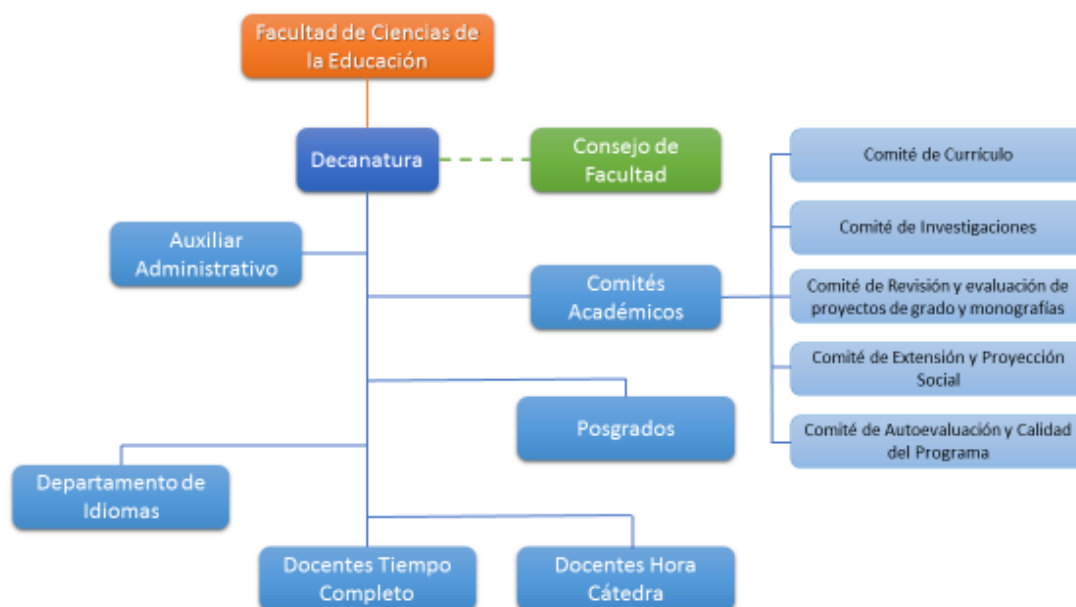 Facultad de Ciencias de
la Educación
Decanatura
Consejo de
Facultad
Comité de Currículo
Auxiliar
Administrativo
Comité de Investigaciones
Comités
Académicos
Comité de Revisión y evaluación de
proyectos de grado y monografías
Comité de Extensión y Proyección
Social
Posgrados
Comité de Autoevaluación y Calidad
del Programa
Departamento de
Idiomas
Docentes Tiempo
Completo
Docentes Hora
Cátedra